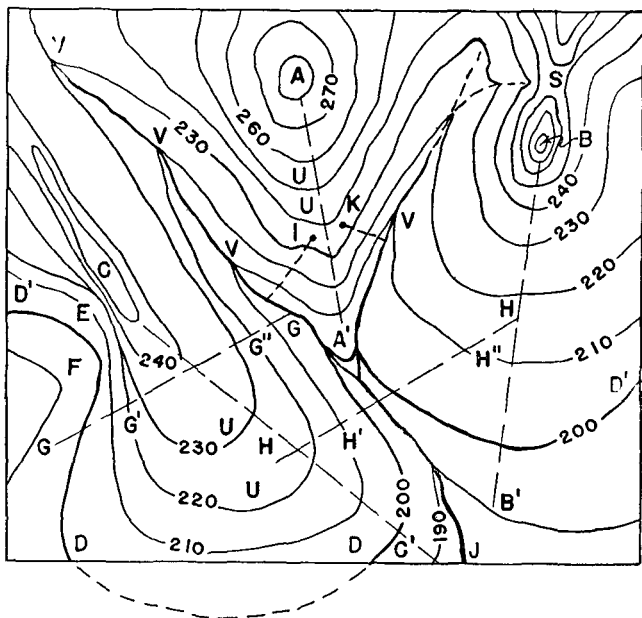 V
A
S
270
260
230
V
B
U
240
U
K
I
V
V
230
C
220
D'
E
H
G
A'
G"
H"
210
240
F
D'
G'
200
G
U
H
H'
230
220
U
B'
200
190
210
D
D
C'
J